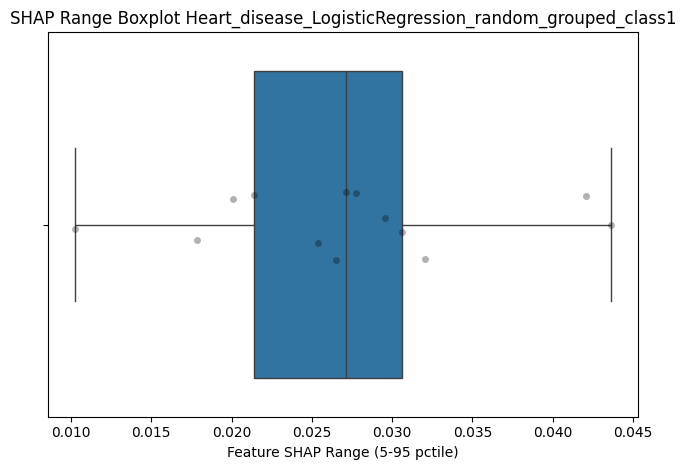 SHAP Range Boxplot Heart_disease_LogisticRegression_random_grouped_class1
0.010 0.015 0.020 0.025 0.030 0.035 0.040 0.045
Feature SHAP Range (5-95 pctile)